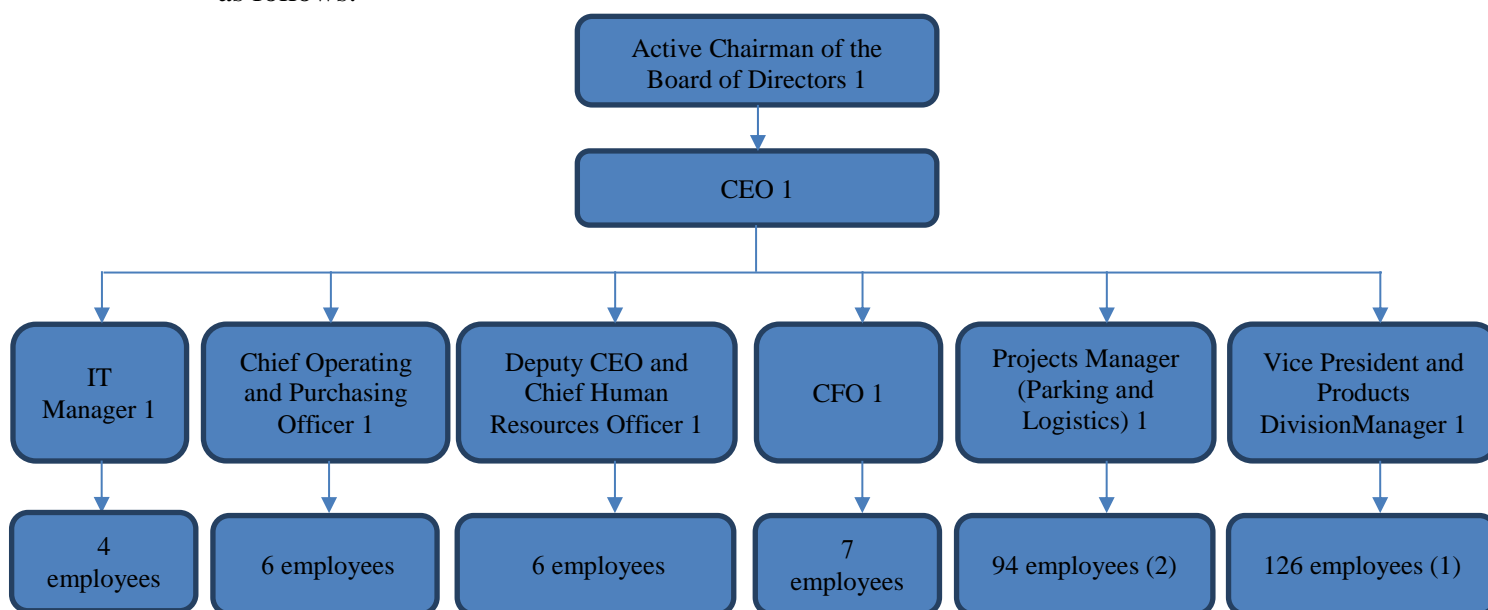 as follows:
Active Chairman of the
Board of Directors 1
CEO 1
IT
Manager 1
Chief Operating
and Purchasing
Officer 1
Deputy CEO and
Chief Human
Resources Officer 1
CFO 1
Projects Manager
(Parking and
Logistics) 1
Vice President and
Products
DivisionManager 1
4
employees
6 employees
6 employees
7
employees
94 employees (2)
126 employees (1)